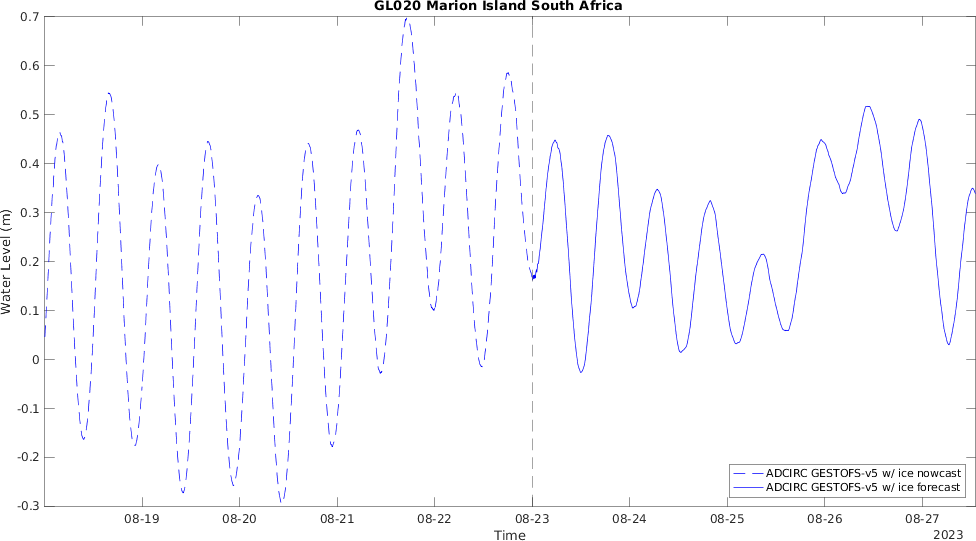 GL020 Marion Island South Africa
0.7
0.6
0.5
0.4
0.3
0.2
0.1
0
-0.1
-0.2
-0.3
Water Level (m)
ADCIRC GESTOFS-v5 w/ ice nowcast
ADCIRC GESTOFS-v5 w/ ice forecast
08-19 08-20 08-21 08-22 08-23 08-24 08-25 08-26 08-27
Time
2023